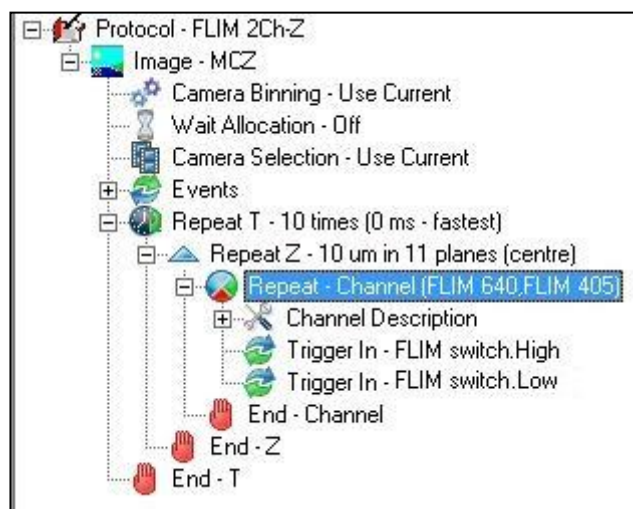 Protocol - FLIM 2Ch-Z
Image - MCZ
Camera Binning - Use Current
Wait Allocation - Off
Camera Selection - Use Current
Events
Repeat T - 10 times (0 ms - fastest)
Repeat Z - 10 um in 11 planes (centre)
Repeat - Channel (FLIM 640,FLIM 405)
Channel Description
Trigger In - FLIM switch.High
Trigger In - FLIM switch.Low
End - Channel
End - Z
End - T